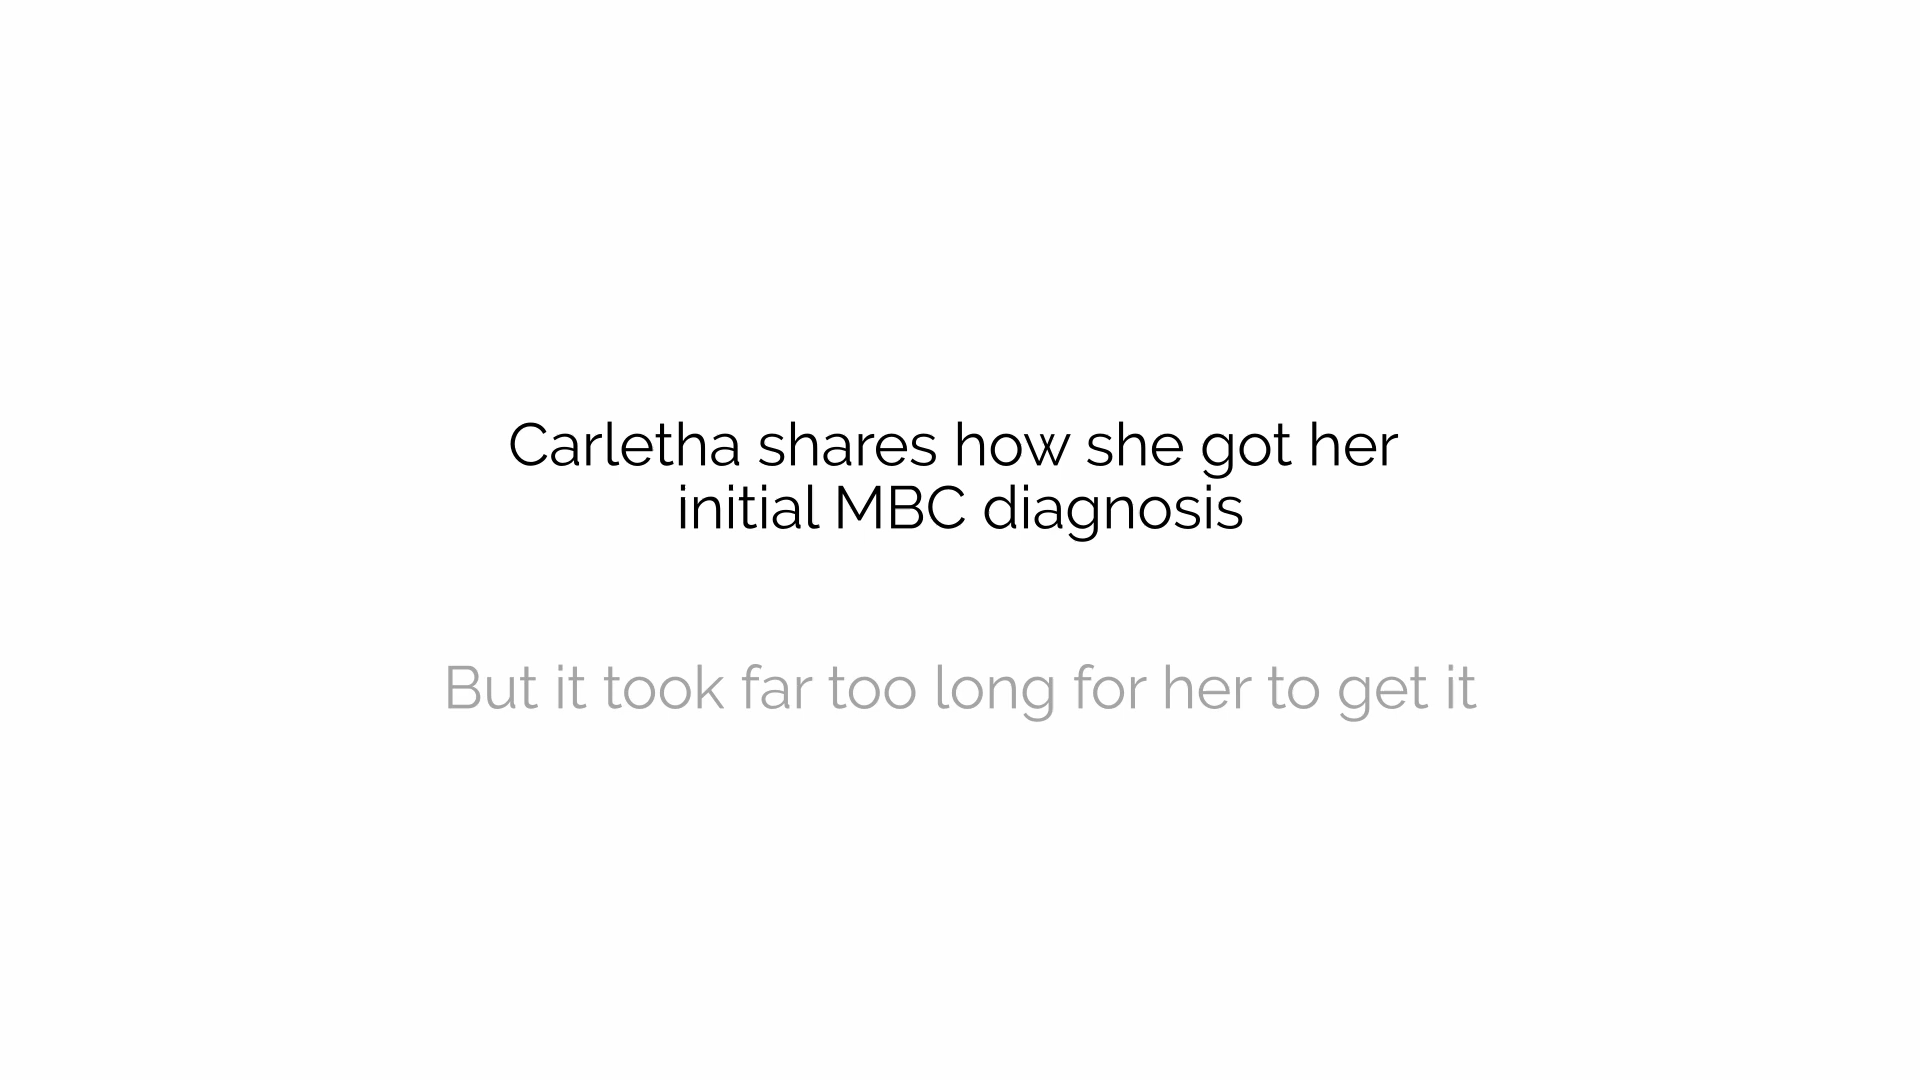 Carletha shares how she got her
initial MBC diagnosis
But it took far too long for her to get it